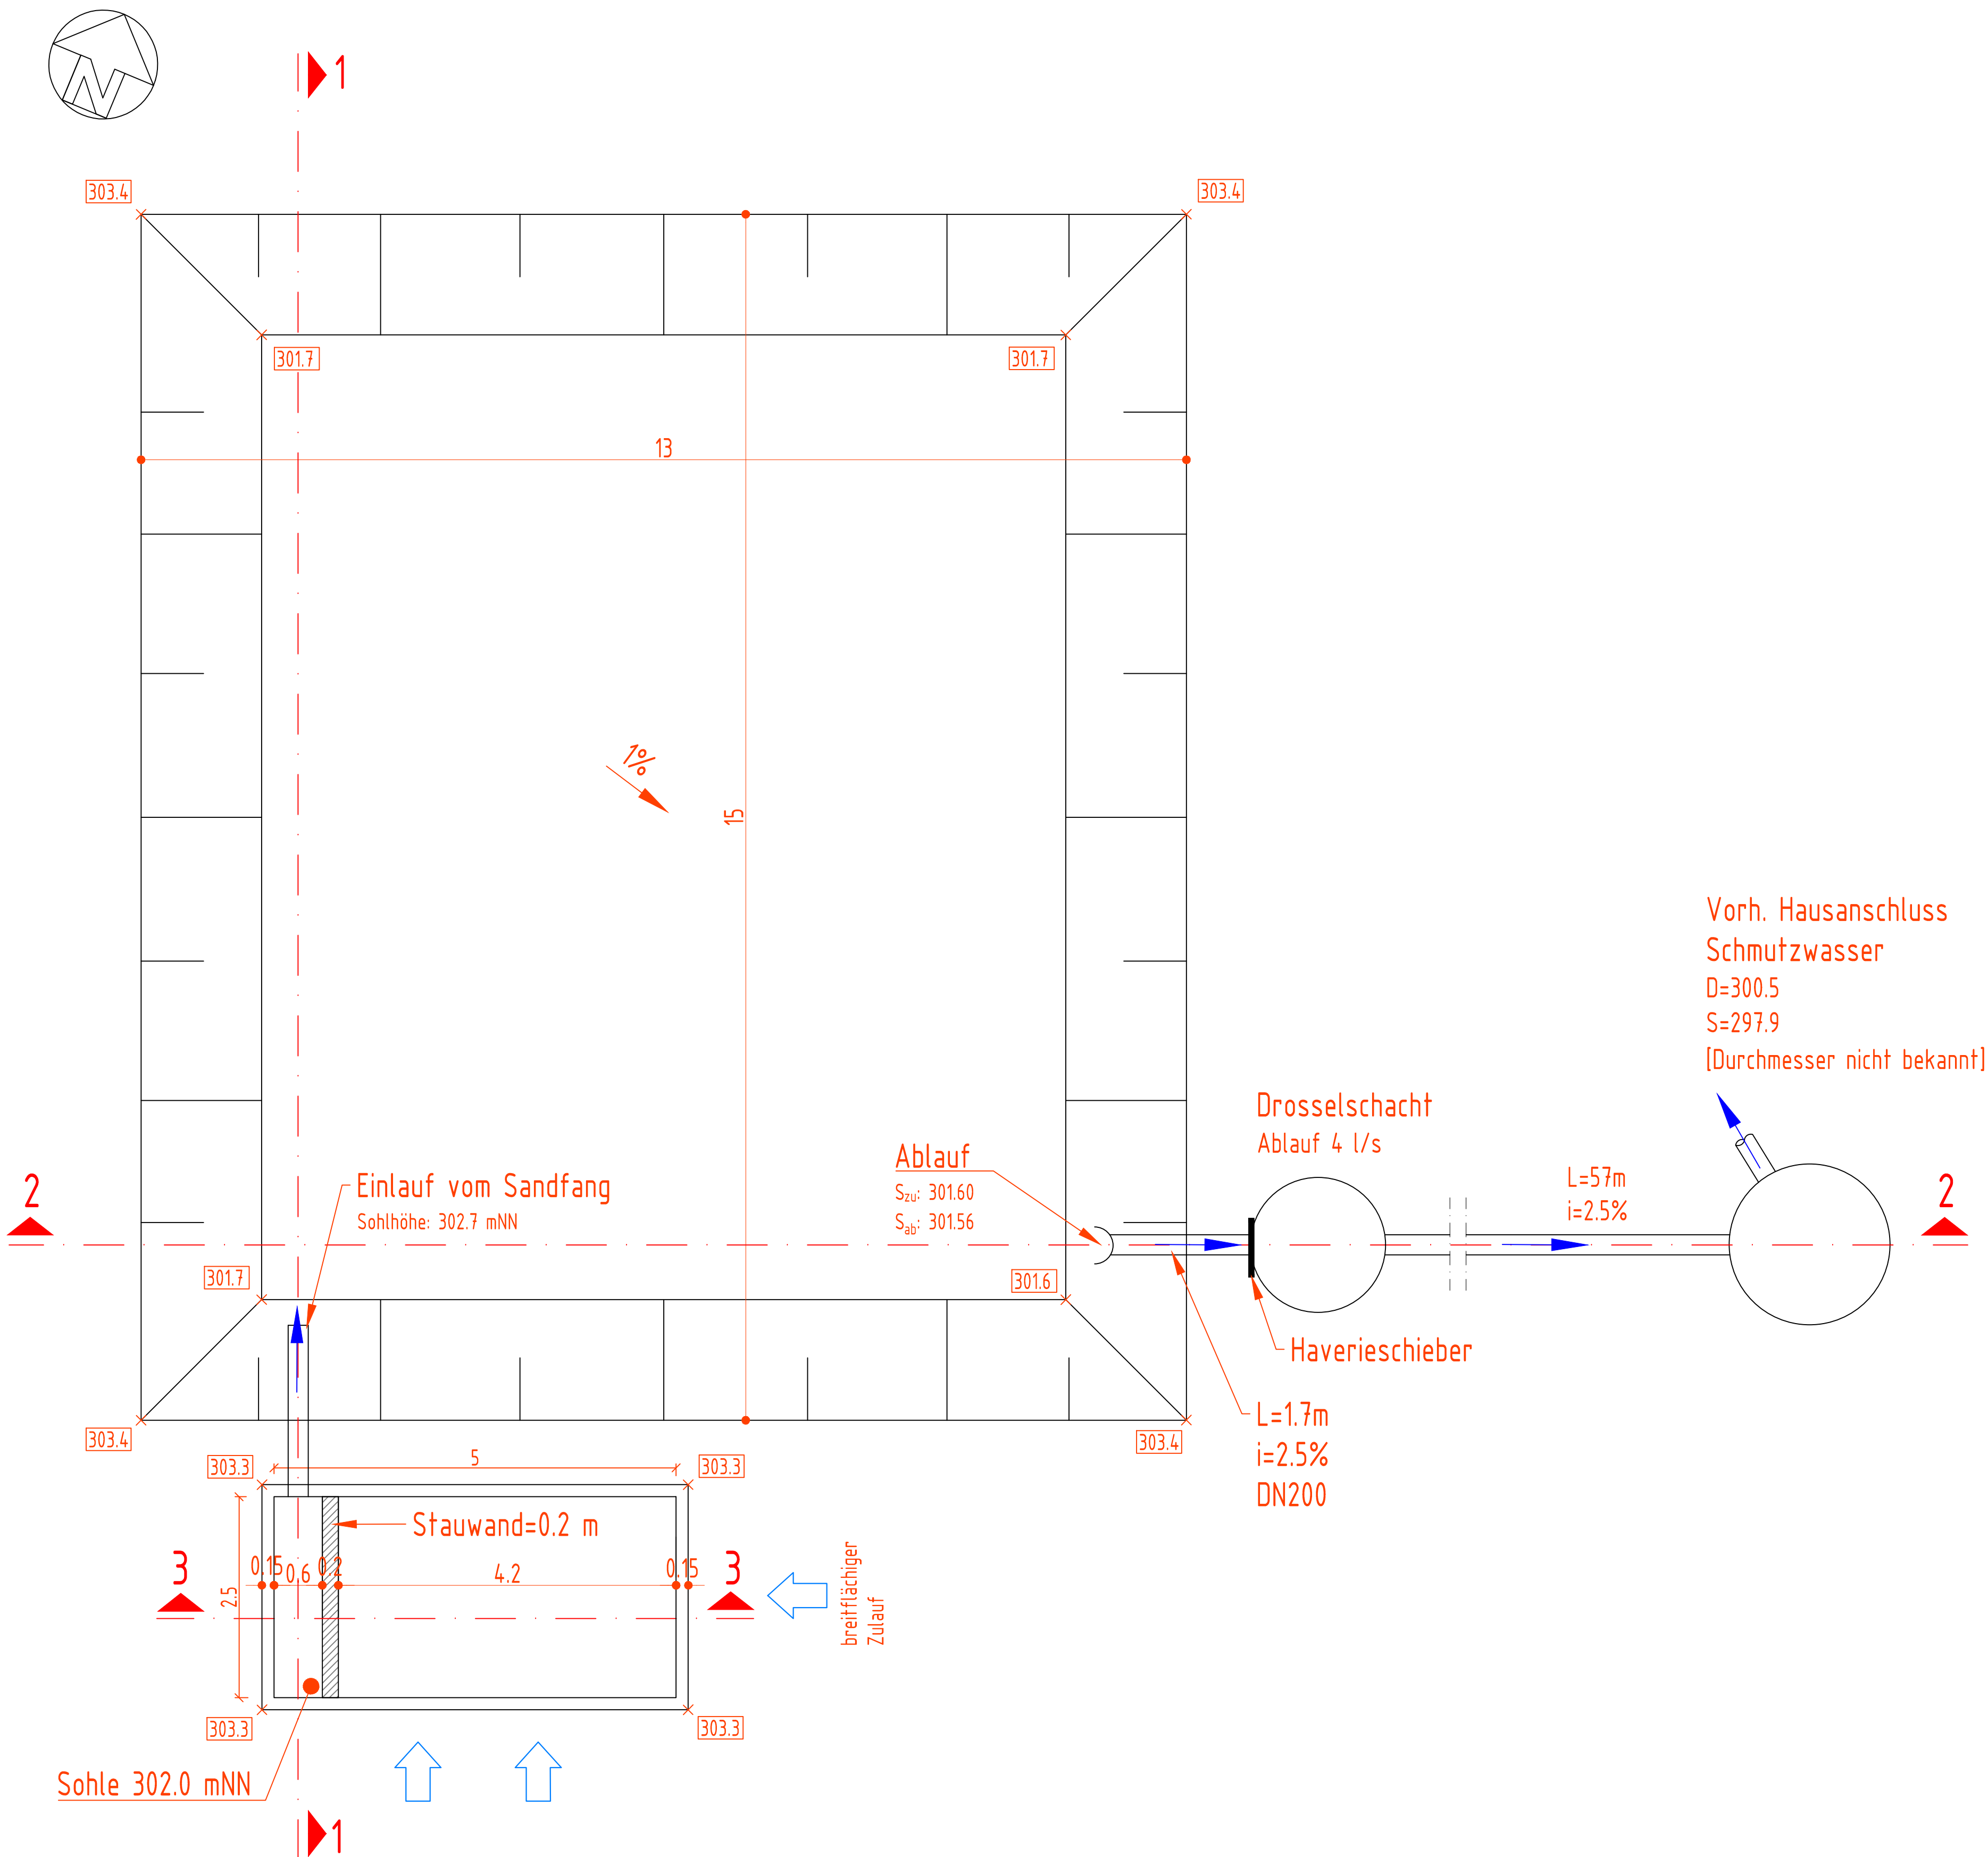 N
1
303.4
303.4
301.7
301.7
13
1%
15
Vorh. Hausanschluss
Schmutzwasser
D=300.5
S=297.9
[Durchmesser nicht bekannt]
Drosselschacht
Ablauf 4 l/s
Ablauf
Szu: 301.60
Sab: 301.56
L=57m
i=2.5%
2
Einlauf vom Sandfang
Sohlhöhe: 302.7 mNN
2
301.7
301.6
Haverieschieber
L=1.7m
i=2.5%
DN200
303.4
303.4
303.3
5
303.3
Stauwand=0.2 m
3
0.15
0.6
0.2
4.2
0.15
3
2.5
breitflächiger
Zulauf
303.3
303.3
Sohle 302.0 mNN
1